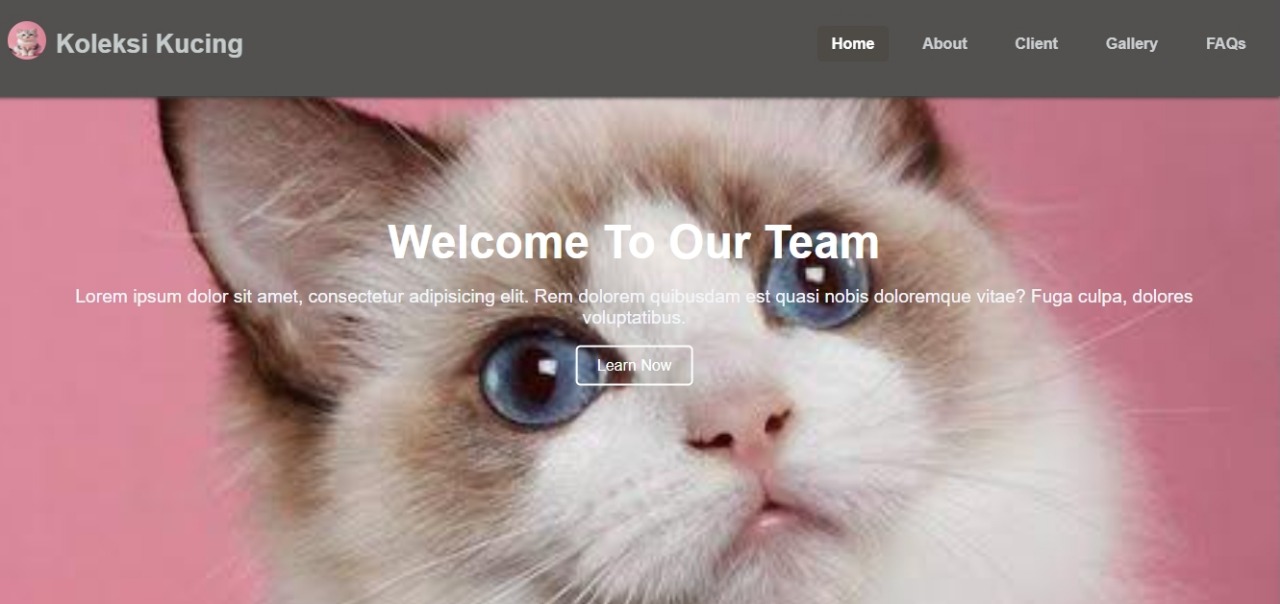 Koleksi Kucing
Home About Client Gallery FAQs
Welcome To Our Team
Lorem ipsum dolor sit amet, consectetur adipisicing elit. Rem dolorem quibusdam est quasi nobis doloremque vitae? Fuga culpa, dolores
voluptatibus.
Learn Now